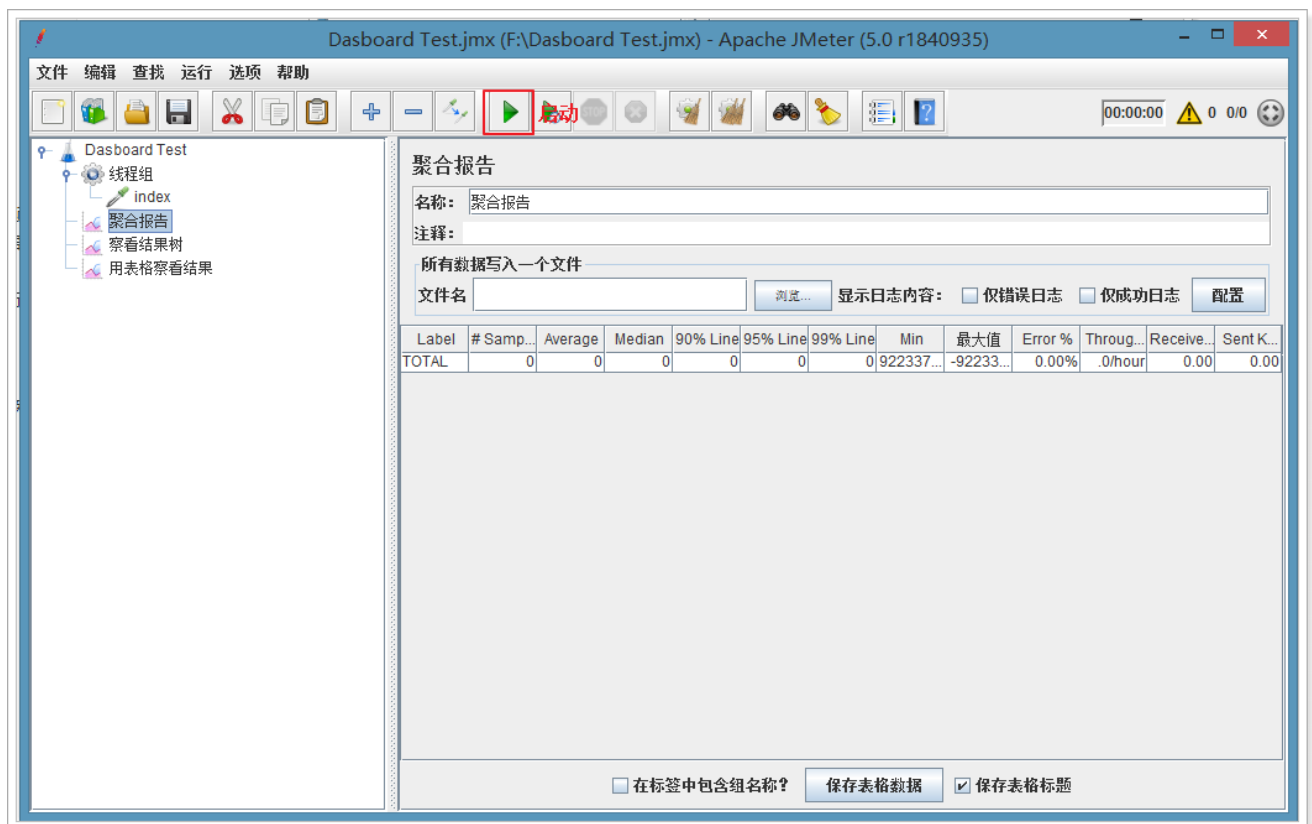 Dasboard Test.jmx (F:\Dasboard Test.jmx) - Apache JMeter (5.0 r1840935)
文件 编辑 查找 运行 选项 帮助
启动 STOP 00:00:00 0 0/0
Dasboard Test
线程组
index
聚合报告
察看结果树
用表格察看结果
聚合报告
名称: 聚合报告
注释:
所有数据写入一个文件
文件名 浏览... 显示日志内容: 仅错误日志 仅成功日志 配置
Label # Samp... Average Median 90% Line 95% Line 99% Line Min 最大值 Error % Throug... Receive... Sent K...
TOTAL 0 0 0 0 0 0 922337... -92233... 0.00% .0/hour 0.00 0.00
在标签中包含组名称? 保存表格数据 保存表格标题